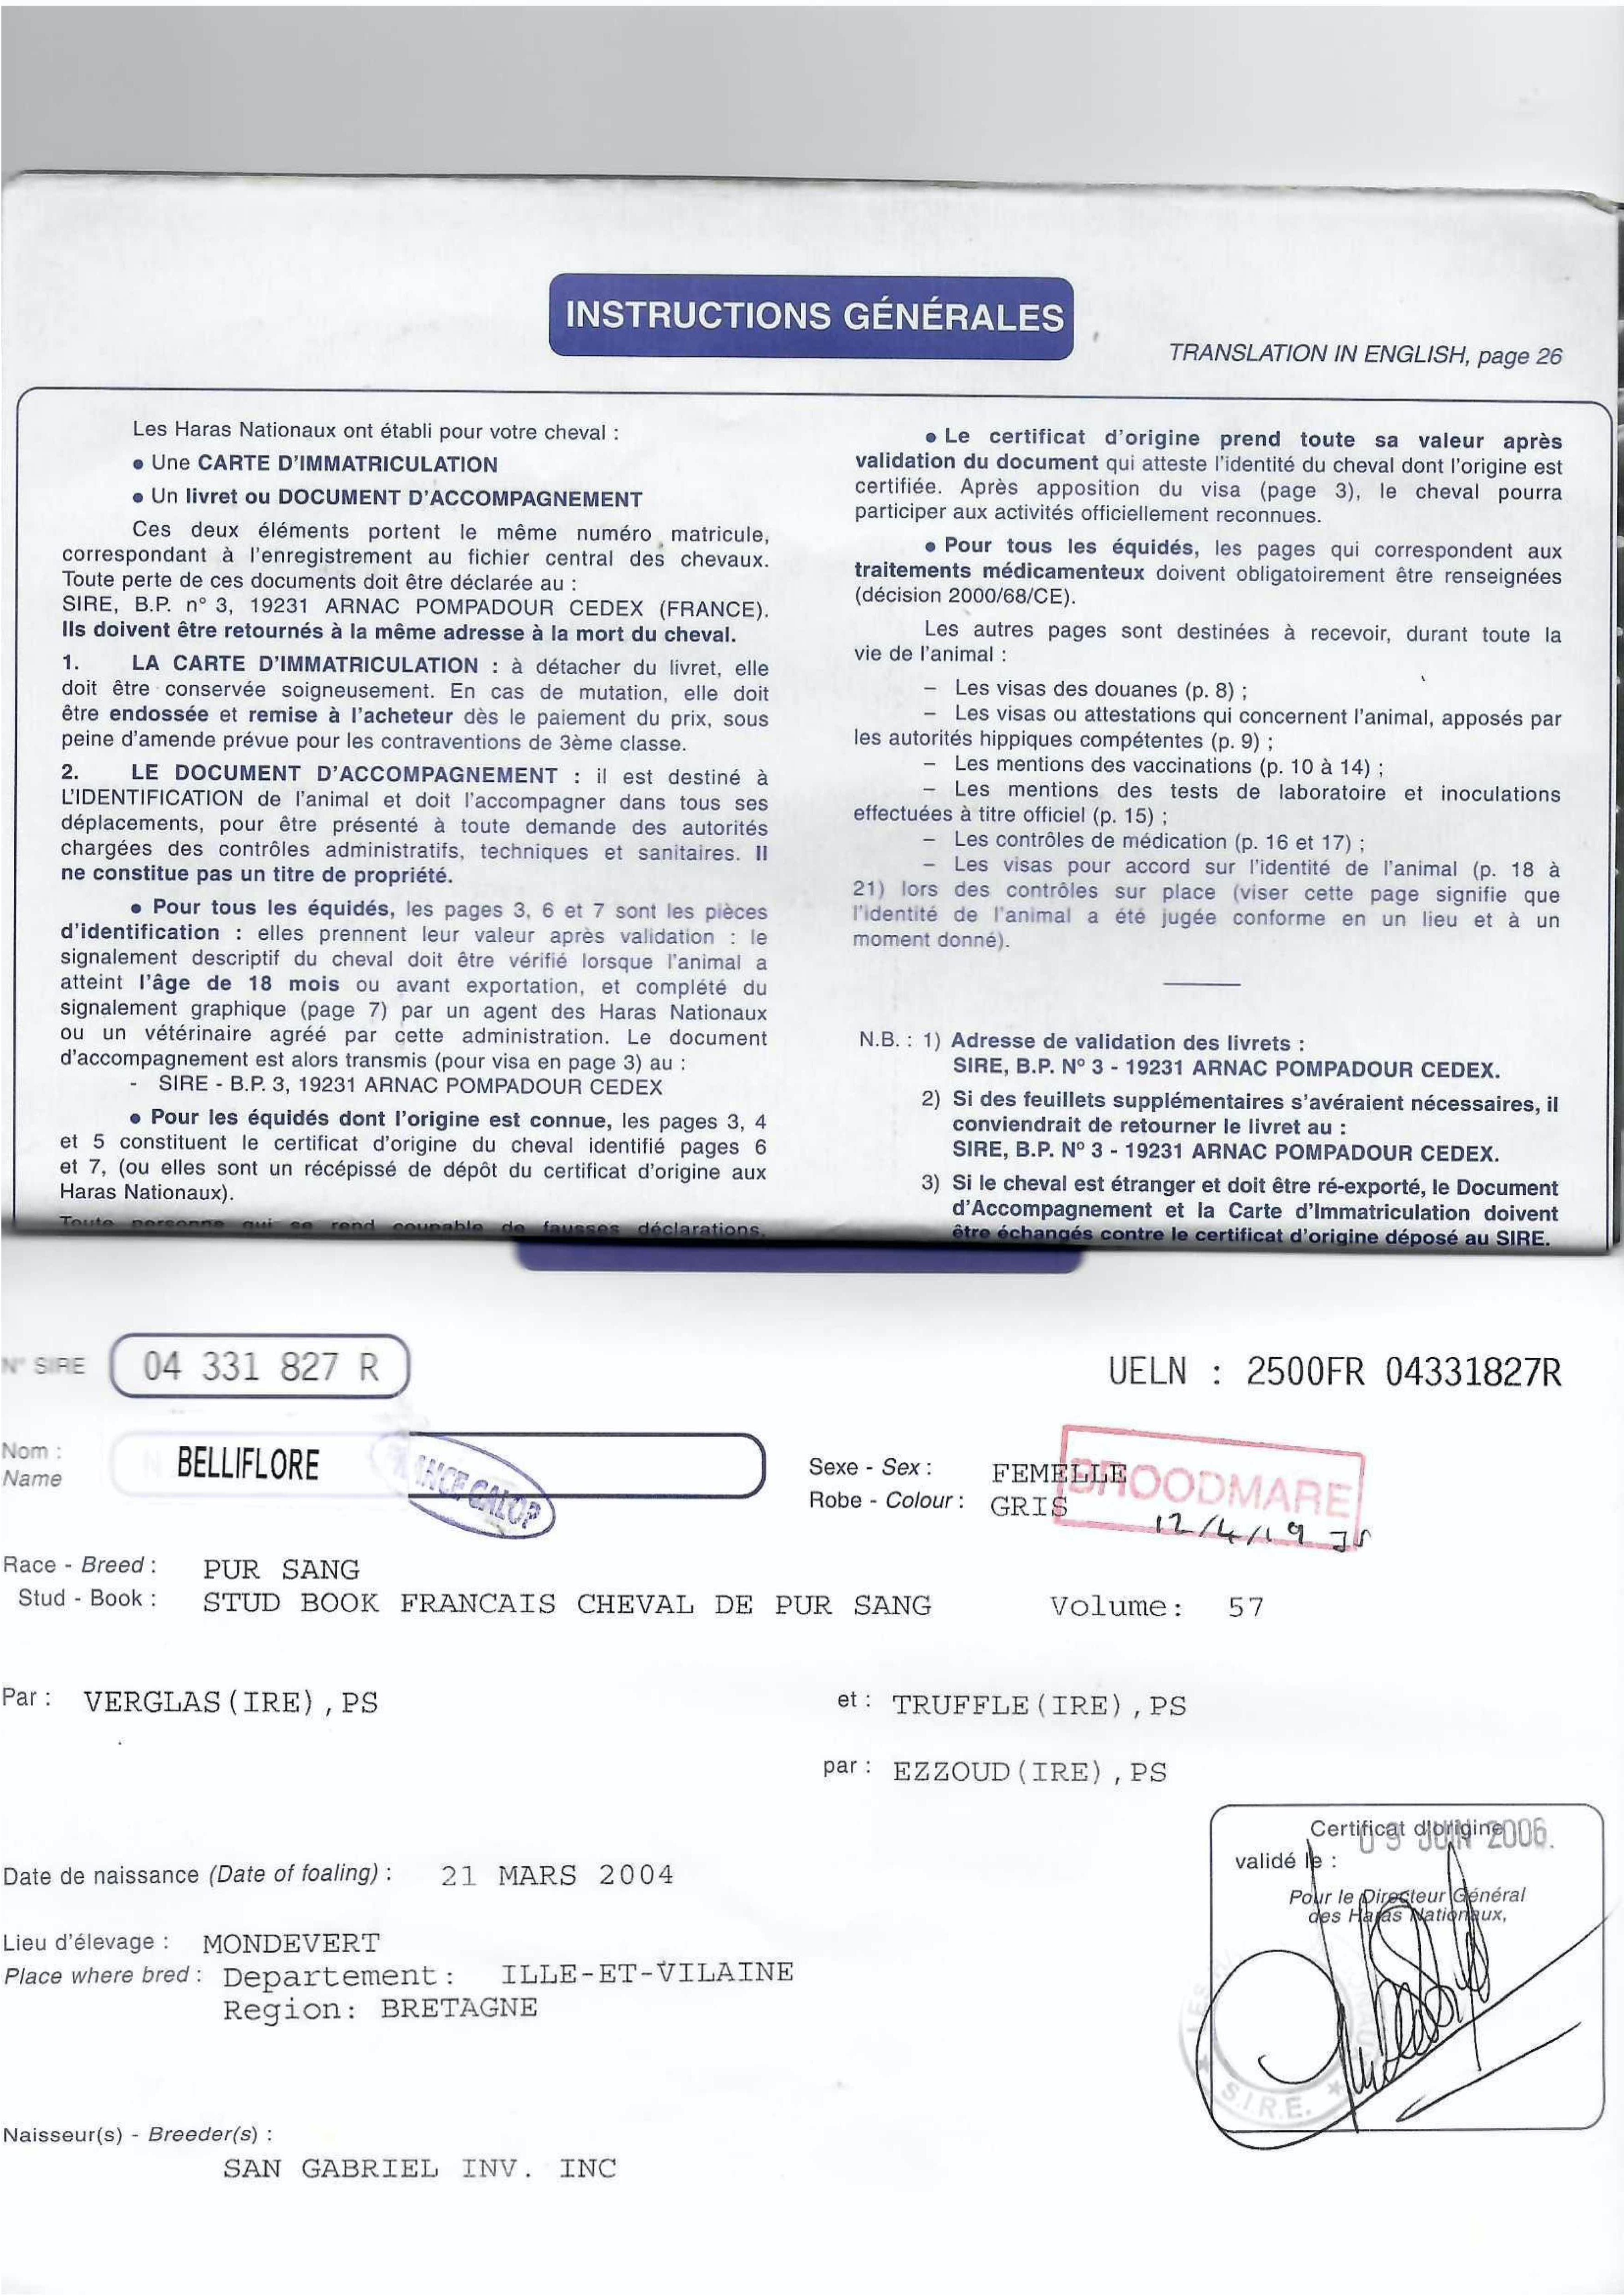 INSTRUCTIONS GÉNÉRALES
TRANSLATION IN ENGLISH, page 26
Les Haras Nationaux ont établi pour votre cheval :
• Une CARTE D'IMMATRICULATION
• Un livret ou DOCUMENT D'ACCOMPAGNEMENT
Ces deux éléments portent le même numéro matricule,
correspondant à l'enregistrement au fichier central des chevaux.
Toute perte de ces documents doit être déclarée au :
SIRE, B.P. n° 3, 19231 ARNAC POMPADOUR CEDEX (FRANCE).
Ils doivent être retournés à la même adresse à la mort du cheval.
1. LA CARTE D'IMMATRICULATION : à détacher du livret, elle
doit être conservée soigneusement. En cas de mutation, elle doit
être endossée et remise à l'acheteur dès le paiement du prix, sous
peine d'amende prévue pour les contraventions de 3ème classe.
2. LE DOCUMENT D'ACCOMPAGNEMENT : il est destiné à
L'IDENTIFICATION de l'animal et doit l'accompagner dans tous ses
déplacements, pour être présenté à toute demande des autorités
chargées des contrôles administratifs, techniques et sanitaires. Il
ne constitue pas un titre de propriété.
• Pour tous les équidés, les pages 3, 6 et 7 sont les pièces
d'identification : elles prennent leur valeur après validation : le
signalement descriptif du cheval doit être vérifié lorsque l'animal a
atteint l'âge de 18 mois ou avant exportation, et complété du
signalement graphique (page 7) par un agent des Haras Nationaux
ou un vétérinaire agréé par cette administration. Le document
d'accompagnement est alors transmis (pour visa en page 3) au :
- SIRE - B.P. 3, 19231 ARNAC POMPADOUR CEDEX
• Pour les équidés dont l'origine est connue, les pages 3, 4
et 5 constituent le certificat d'origine du cheval identifié pages 6
et 7, (ou elles sont un récépissé de dépôt du certificat d'origine aux
Haras Nationaux).
Toute personne qui se rend coupable de fausses déclarations,
• Le certificat d'origine prend toute sa valeur après
validation du document qui atteste l'identité du cheval dont l'origine est
certifiée. Après apposition du visa (page 3), le cheval pourra
participer aux activités officiellement reconnues.
• Pour tous les équidés, les pages qui correspondent aux
traitements médicamenteux doivent obligatoirement être renseignées
(décision 2000/68/CE).
Les autres pages sont destinées à recevoir, durant toute la
vie de l'animal :
– Les visas des douanes (p. 8) ;
– Les visas ou attestations qui concernent l'animal, apposés par
les autorités hippiques compétentes (p. 9) ;
– Les mentions des vaccinations (p. 10 à 14) ;
– Les mentions des tests de laboratoire et inoculations
effectuées à titre officiel (p. 15) ;
– Les contrôles de médication (p. 16 et 17) ;
– Les visas pour accord sur l'identité de l'animal (p. 18 à
21) lors des contrôles sur place (viser cette page signifie que
l'identité de l'animal a été jugée conforme en un lieu et à un
moment donné).
N.B. : 1) Adresse de validation des livrets :
SIRE, B.P. N° 3 - 19231 ARNAC POMPADOUR CEDEX.
2) Si des feuillets supplémentaires s'avéraient nécessaires, il
conviendrait de retourner le livret au :
SIRE, B.P. N° 3 - 19231 ARNAC POMPADOUR CEDEX.
3) Si le cheval est étranger et doit être ré-exporté, le Document
d'Accompagnement et la Carte d'Immatriculation doivent
être échangés contre le certificat d'origine déposé au SIRE.
N° SIRE 04 331 827 R
UELN : 2500FR 04331827R
Nom :
Name
BELLIFLORE
GALOP
Sexe - Sex : FEMELLE
Robe - Colour : GRIS
BROODMARE
12/4/19
Race - Breed : PUR SANG
Stud - Book : STUD BOOK FRANCAIS CHEVAL DE PUR SANG Volume: 57
Par : VERGLAS(IRE),PS
et : TRUFFLE(IRE),PS
par : EZZOUD(IRE),PS
Certificat d'origine
validé le : 09 JUIN 2006.
Pour le Directeur Général
des Haras Nationaux,
S.I.R.E.
Date de naissance (Date of foaling) : 21 MARS 2004
Lieu d'élevage : MONDEVERT
Place where bred : Departement: ILLE-ET-VILAINE
Region: BRETAGNE
Naisseur(s) - Breeder(s) :
SAN GABRIEL INV. INC